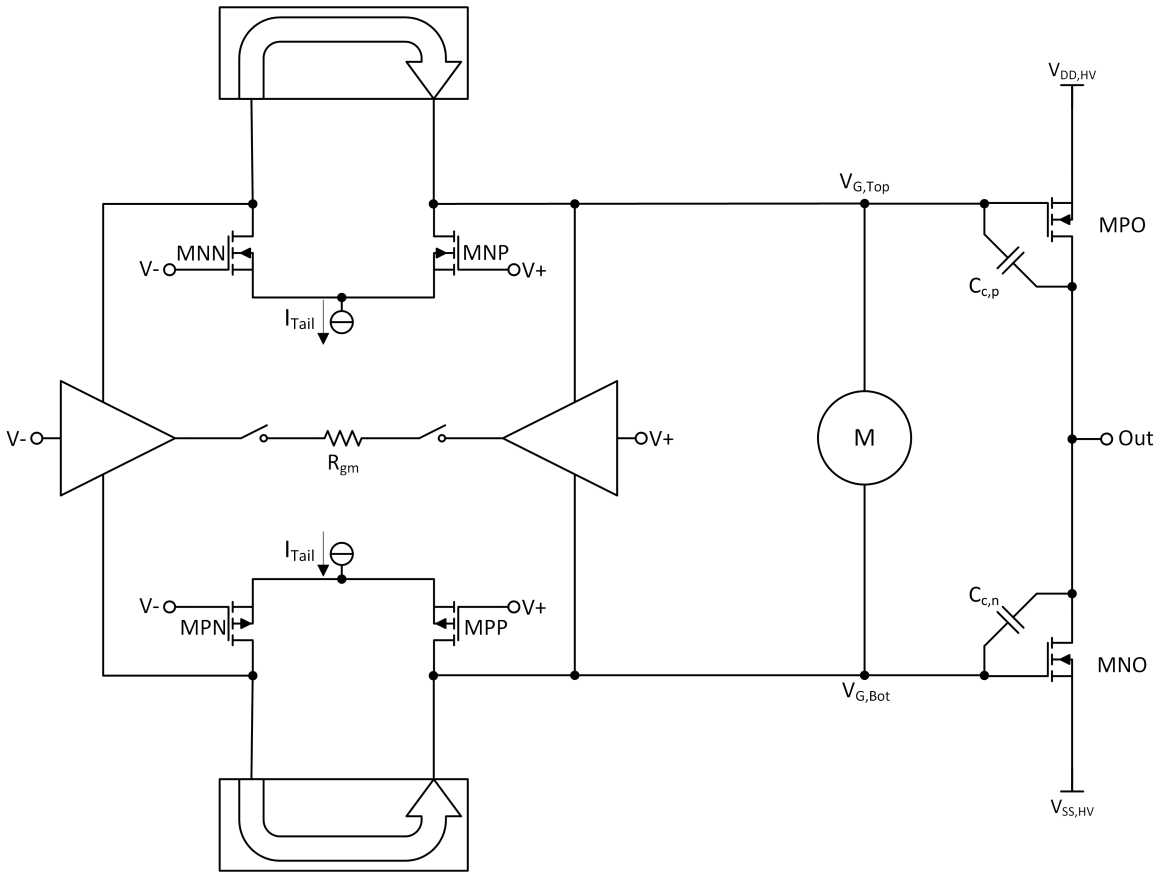 V_DD,HV
V_G,Top
MPO
MNN
MNP
V-
V+
C_c,p
I_Tail
V-
R_gm
V+
M
Out
I_Tail
V-
V+
C_c,n
MPN
MPP
MNO
V_G,Bot
V_SS,HV